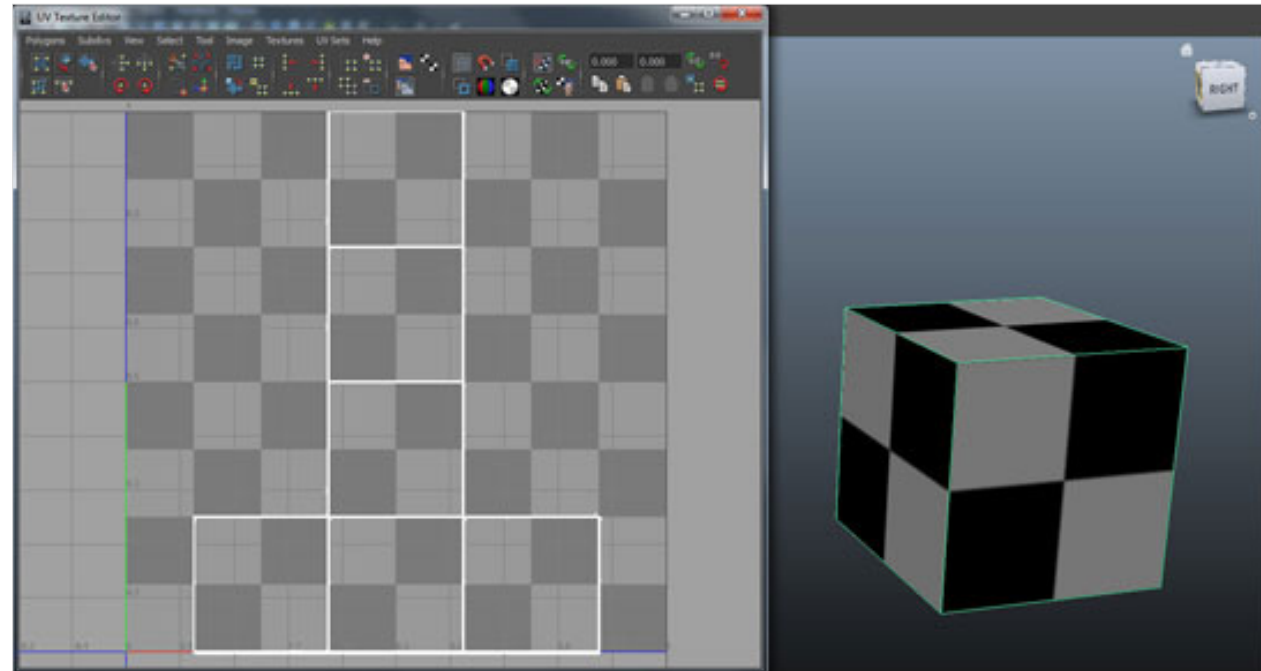 UV Texture Editor
Polygons Subdivs View Select Tool Image Textures UV Sets Help
0.000 0.000
RIGHT